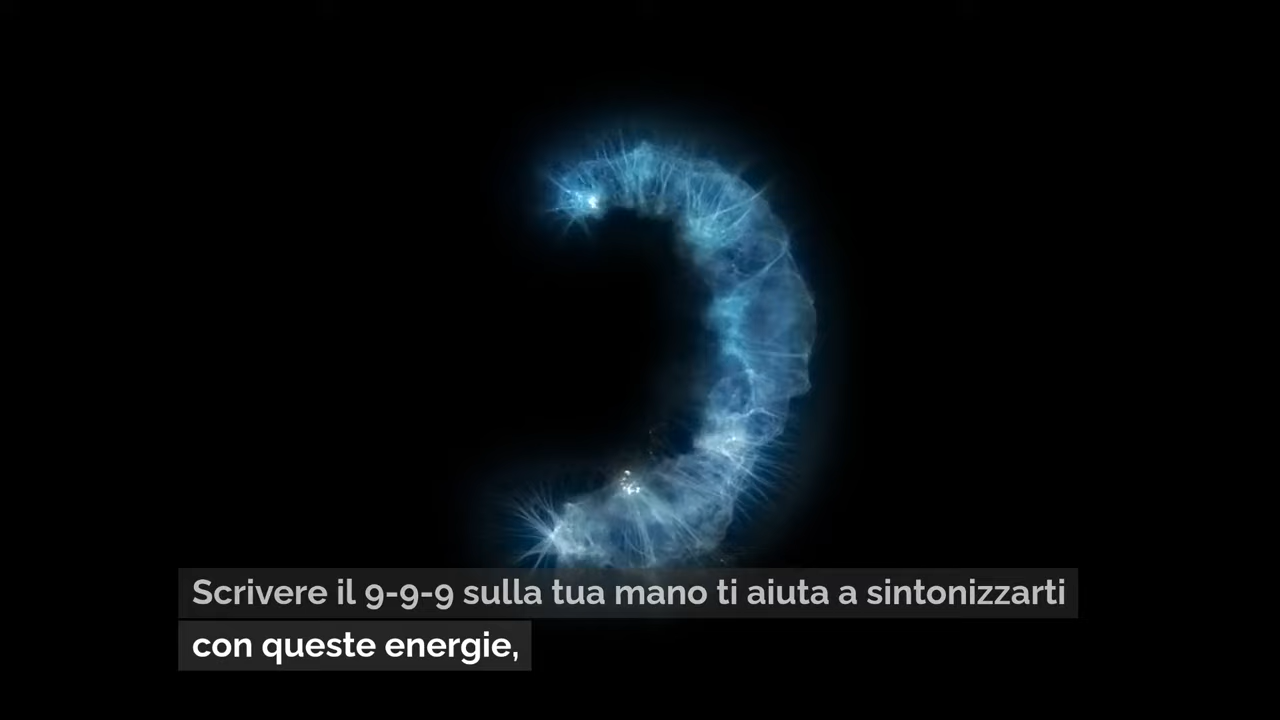 Scrivere il 9-9-9 sulla tua mano ti aiuta a sintonizzarti
con queste energie,